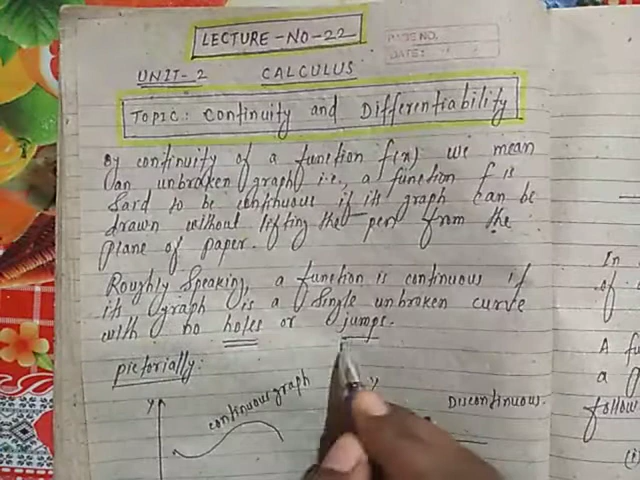 LECTURE-NO-22
PAGE NO.
DATE:
UNIT-2 CALCULUS
TOPIC: Continuity and Differentiability
By continuity of a function f(x) we mean
an unbroken graph i.e., a function f is
said to be continuous if its graph can be
drawn without lifting the pen from the
plane of paper.
Roughly Speaking, a function is continuous if
its graph is a single unbroken curve
with no holes or jumps.
pictorially:
y
continuous graph
y
Discontinuous
In
of
A fu
a p
follow
(i)